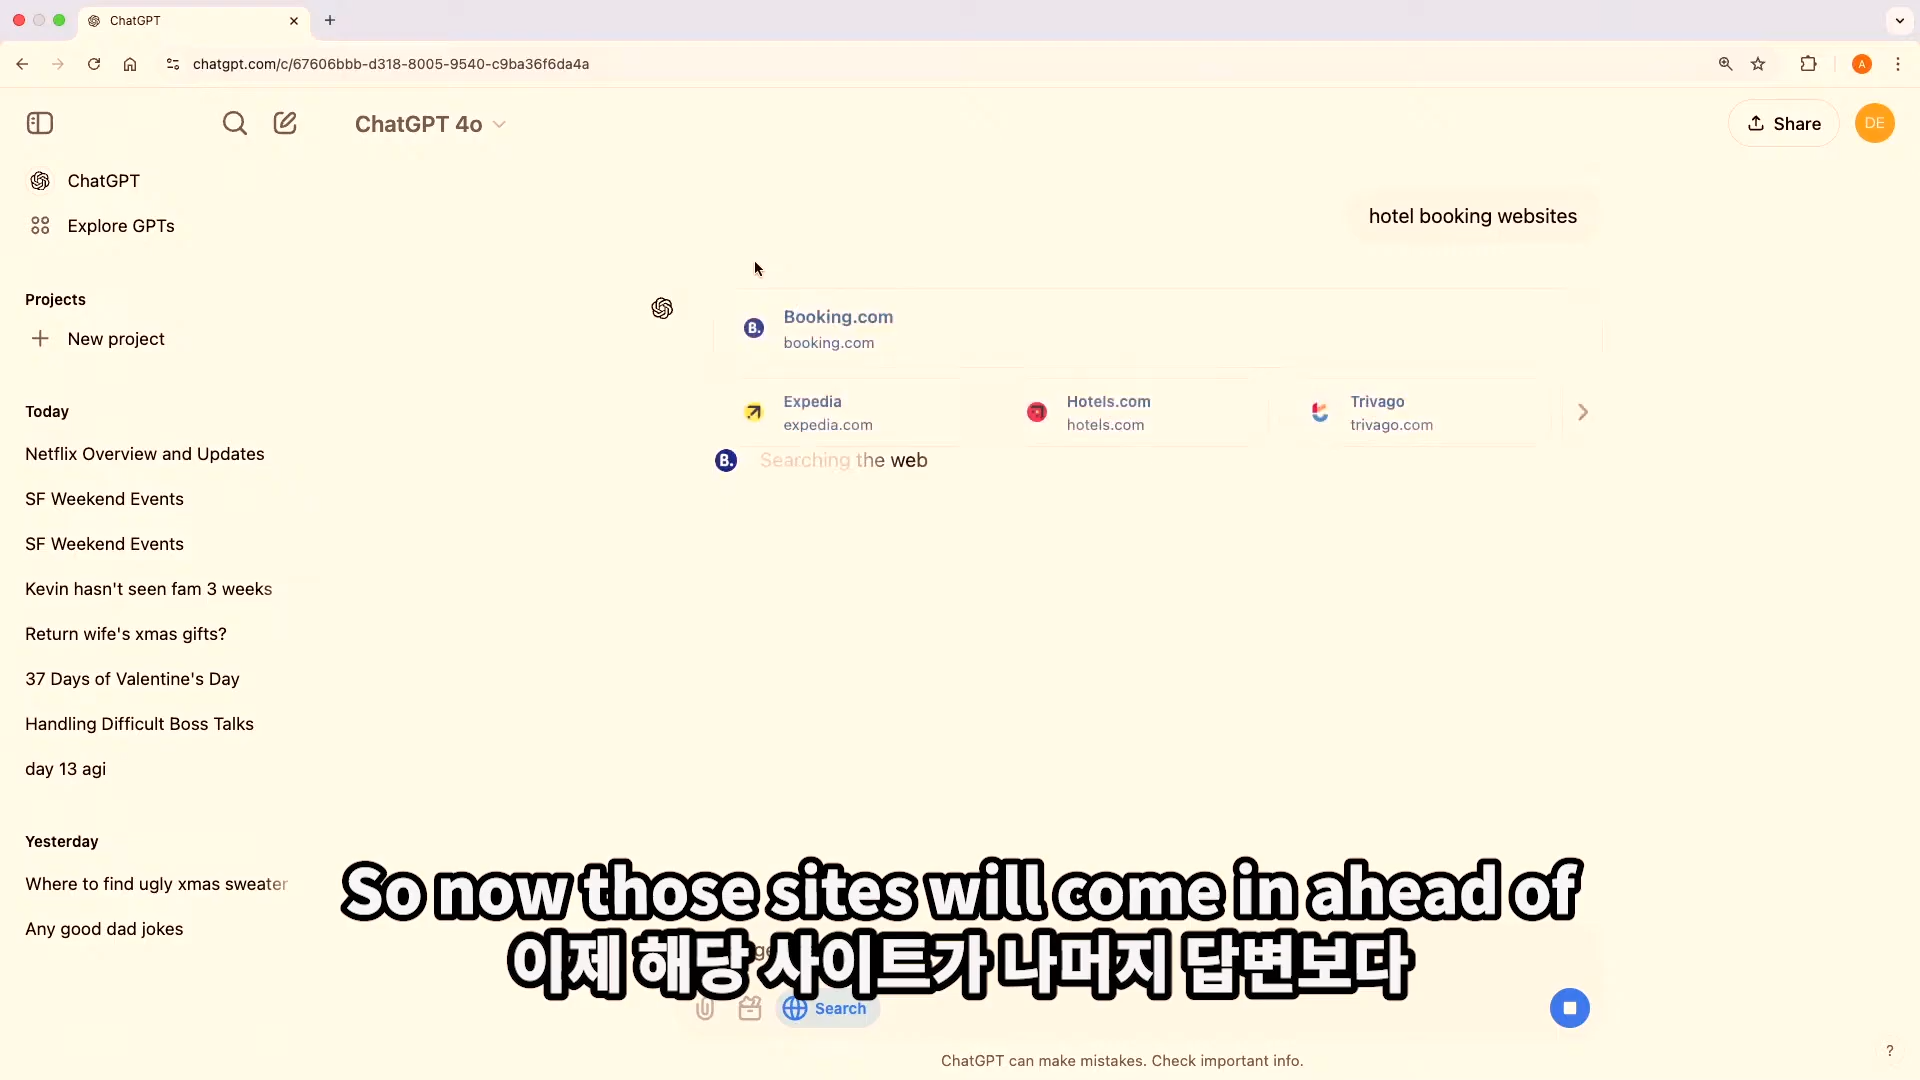 ChatGPT
chatgpt.com/c/67606bbb-d318-8005-9540-c9ba36f6da4a
A
ChatGPT 4o
Share
DE
ChatGPT
Explore GPTs
Projects
New project
Today
Netflix Overview and Updates
SF Weekend Events
SF Weekend Events
Kevin hasn't seen fam 3 weeks
Return wife's xmas gifts?
37 Days of Valentine's Day
Handling Difficult Boss Talks
day 13 agi
Yesterday
Where to find ugly xmas sweater
Any good dad jokes
hotel booking websites
B.
Booking.com
booking.com
Expedia
expedia.com
Hotels.com
hotels.com
Trivago
trivago.com
B.
Searching the web
So now those sites will come in ahead of
이제 해당 사이트가 나머지 답변보다
Search
ChatGPT can make mistakes. Check important info.
?